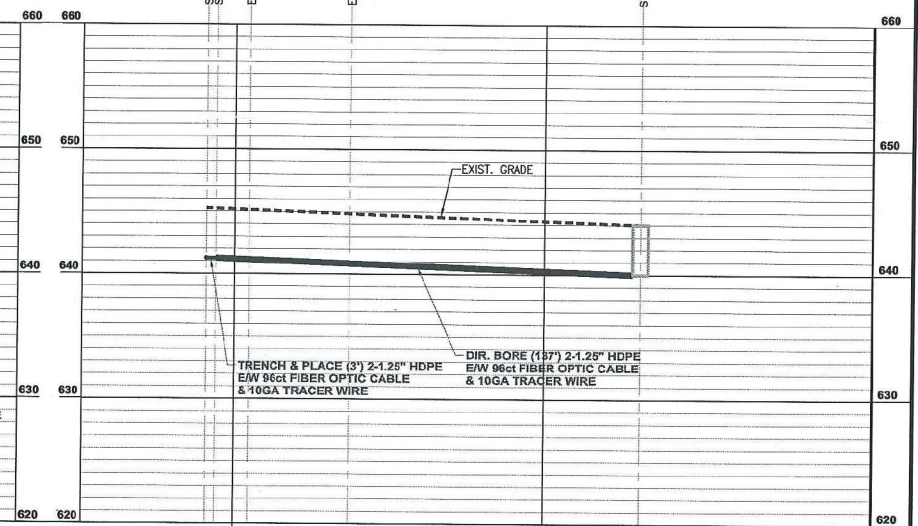 660 660 660
650 650 650
EXIST. GRADE
640 640 640
TRENCH & PLACE (3') 2-1.25" HDPE
E/W 96ct FIBER OPTIC CABLE
& 10GA TRACER WIRE
DIR. BORE (137') 2-1.25" HDPE
E/W 96ct FIBER OPTIC CABLE
& 10GA TRACER WIRE
630 630 630
620 620 620